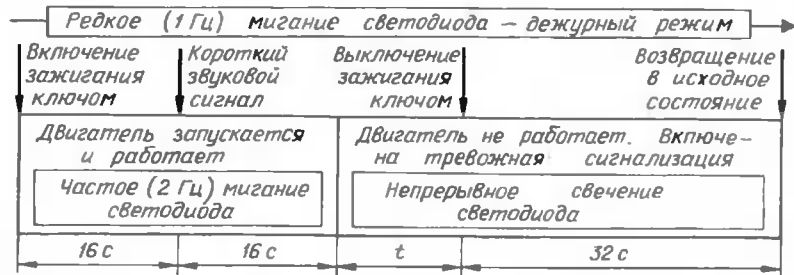 Редкое (1 Гц) мигание светодиода – дежурный режим
Включение
зажигания
ключом
Короткий
звуковой
сигнал
Выключение
зажигания
ключом
Возвращение
в исходное
состояние
Двигатель запускается
и работает
Частое (2 Гц) мигание
светодиода
Двигатель не работает. Включе-
на тревожная сигнализация
Непрерывное свечение
светодиода
16 с
16 с
t
32 с